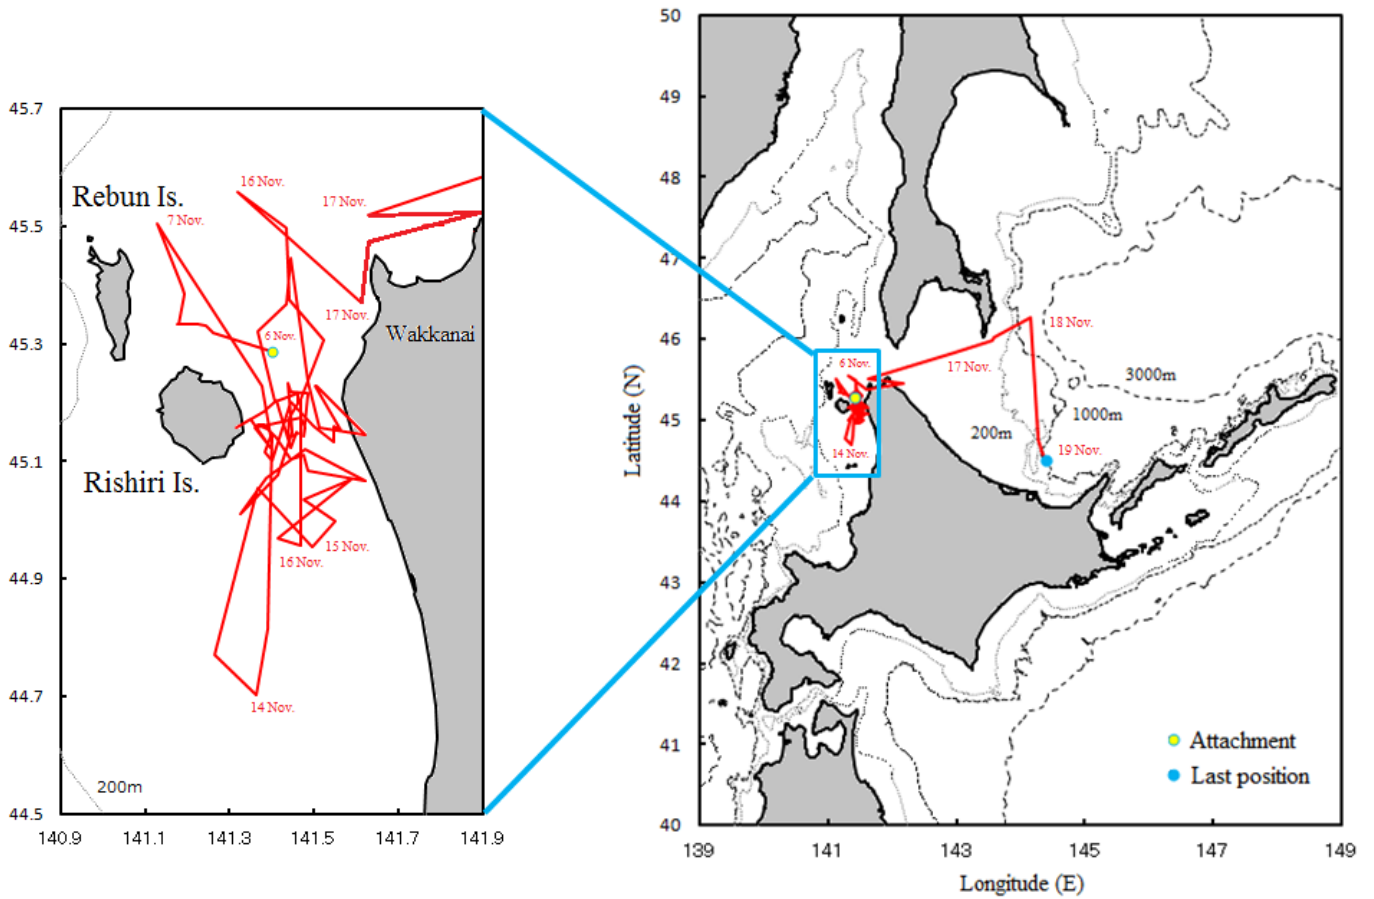 45.7
45.5
45.3
45.1
44.9
44.7
44.5
140.9
141.1
141.3
141.5
141.7
141.9
Rebun Is.
7 Nov.
16 Nov.
17 Nov.
17 Nov.
6 Nov.
Wakkanai
Rishiri Is.
15 Nov.
16 Nov.
14 Nov.
200m
Latitude (N)
50
49
48
47
46
45
44
43
42
41
40
139
141
143
145
147
149
Longitude (E)
6 Nov.
14 Nov.
17 Nov.
18 Nov.
19 Nov.
3000m
1000m
200m
Attachment
Last position